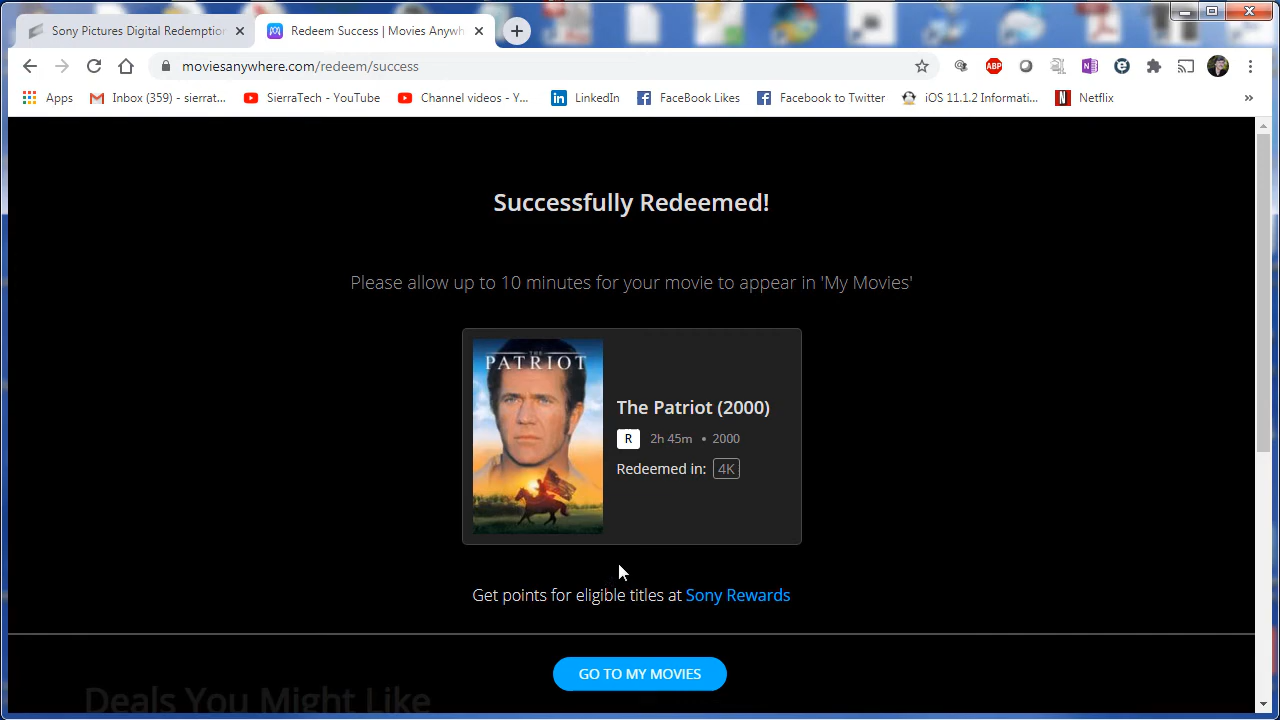 Sony Pictures Digital Redemptio
Redeem Success | Movies Anywh
moviesanywhere.com/redeem/success
ABP
Apps
Inbox (359) - sierrat...
SierraTech - YouTube
Channel videos - Y...
LinkedIn
FaceBook Likes
Facebook to Twitter
iOS 11.1.2 Informati...
Netflix
Successfully Redeemed!
Please allow up to 10 minutes for your movie to appear in 'My Movies'
THE
PATRIOT
The Patriot (2000)
R 2h 45m • 2000
Redeemed in: 4K
Get points for eligible titles at Sony Rewards
GO TO MY MOVIES
Deals You Might Like